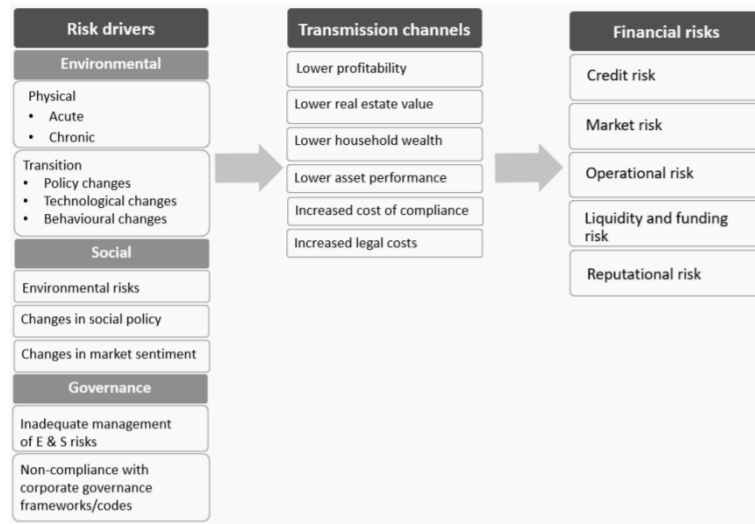 Risk drivers
Environmental
Physical
• Acute
• Chronic
Transition
• Policy changes
• Technological changes
• Behavioural changes
Social
Environmental risks
Changes in social policy
Changes in market sentiment
Governance
Inadequate management
of E & S risks
Non-compliance with
corporate governance
frameworks/codes
Transmission channels
Lower profitability
Lower real estate value
Lower household wealth
Lower asset performance
Increased cost of compliance
Increased legal costs
Financial risks
Credit risk
Market risk
Operational risk
Liquidity and funding
risk
Reputational risk